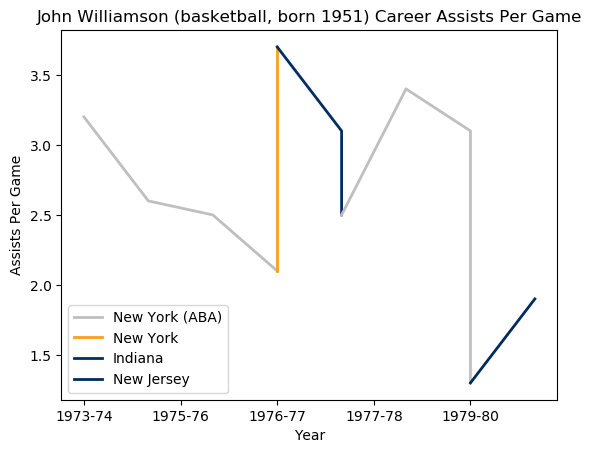 John Williamson (basketball, born 1951) Career Assists Per Game
3.5
3.0
2.5
2.0
1.5
Assists Per Game
New York (ABA)
New York
Indiana
New Jersey
1973-74 1975-76 1976-77 1977-78 1979-80
Year